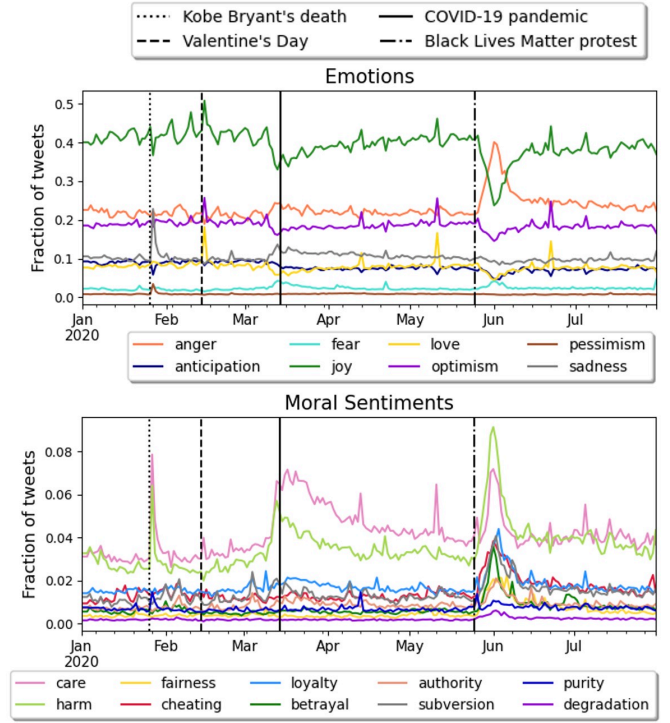 Kobe Bryant's death COVID-19 pandemic
Valentine's Day Black Lives Matter protest
Emotions
Fraction of tweets
0.5
0.4
0.3
0.2
0.1
0.0
Jan Feb Mar Apr May Jun Jul
2020
anger fear love pessimism
anticipation joy optimism sadness
Moral Sentiments
Fraction of tweets
0.08
0.06
0.04
0.02
0.00
Jan Feb Mar Apr May Jun Jul
2020
care fairness loyalty authority purity
harm cheating betrayal subversion degradation